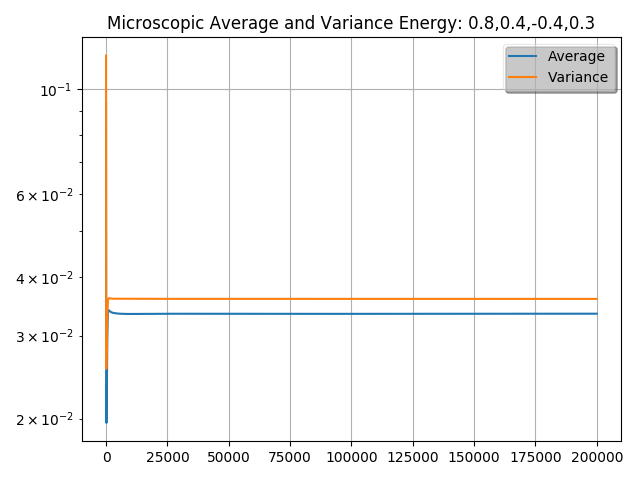 Microscopic Average and Variance Energy: 0.8,0.4,-0.4,0.3
Average
Variance
10⁻¹
6 × 10⁻²
4 × 10⁻²
3 × 10⁻²
2 × 10⁻²
0 25000 50000 75000 100000 125000 150000 175000 200000